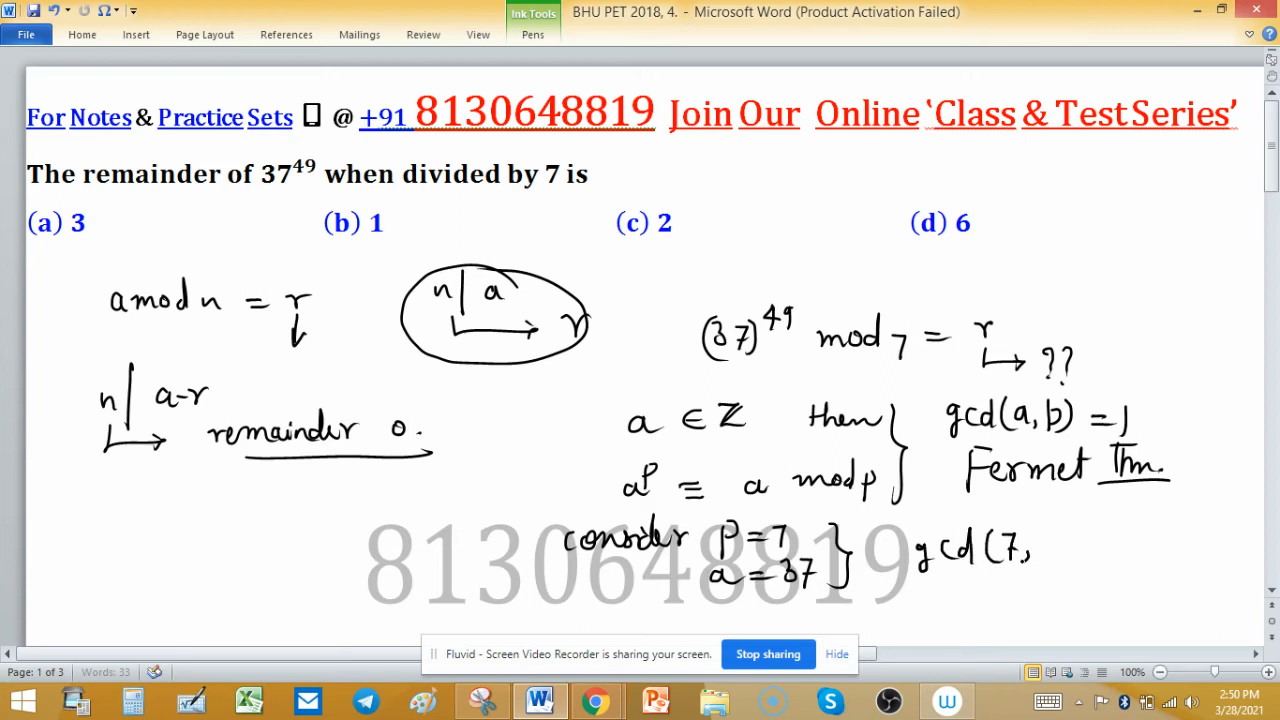 BHU PET 2018, 4. - Microsoft Word (Product Activation Failed)
Ink Tools
File Home Insert Page Layout References Mailings Review View Pens
For Notes & Practice Sets @ +91 8130648819 Join Our Online 'Class & Test Series'
The remainder of 37^49 when divided by 7 is
(a) 3 (b) 1 (c) 2 (d) 6
a mod n = r
n | a
r
n | a-r
remainder 0.
(37)^49 mod 7 = r
??
a ∈ ℤ then
gcd(a, b) = 1
a^p ≡ a mod p
Fermet Thm.
consider p = 7
a = 37
gcd(7,
8130648819
Fluvid - Screen Video Recorder is sharing your screen. Stop sharing Hide
Page: 1 of 3 Words: 33 100%
2:50 PM
3/28/2021